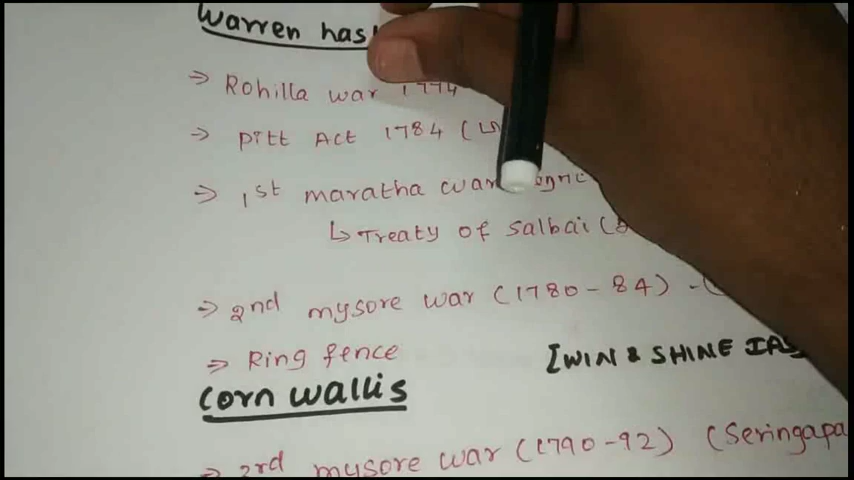 Warren has
→ Rohilla war 1774
→ Pitt Act 1784 (
→ 1st maratha war
↳ Treaty of Salbai (
→ 2nd mysore war (1780-84) - (
→ Ring fence
[WIN & SHINE IAS
Corn wallis
→ 3rd mysore war (1790-92) (Seringapa